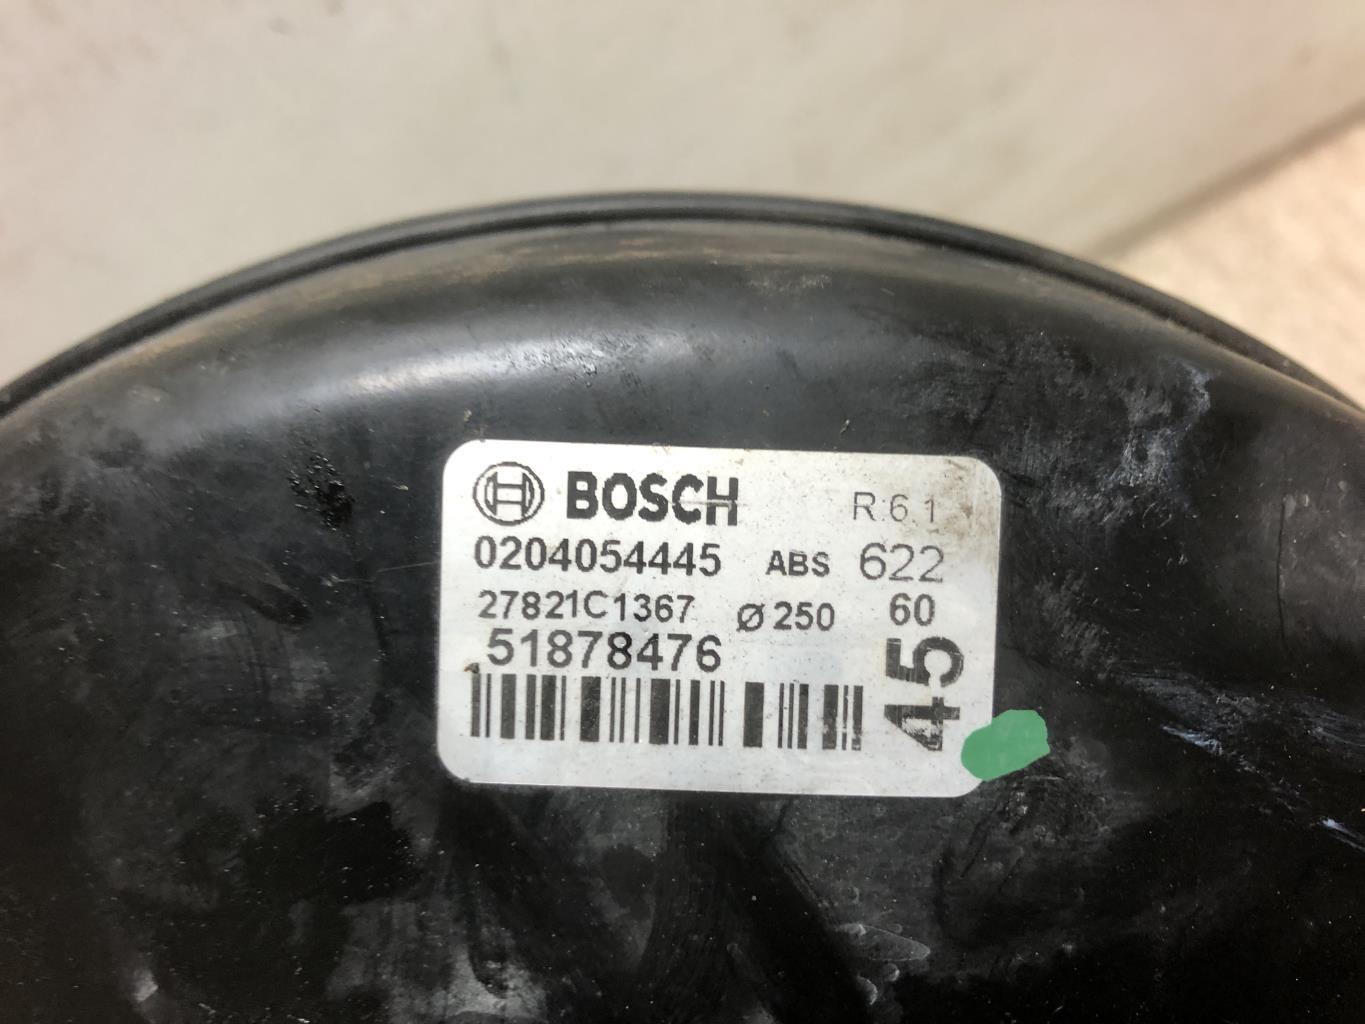 BOSCH R.6.1
0204054445 ABS 622
27821C1367 Ø250 60
51878476
45